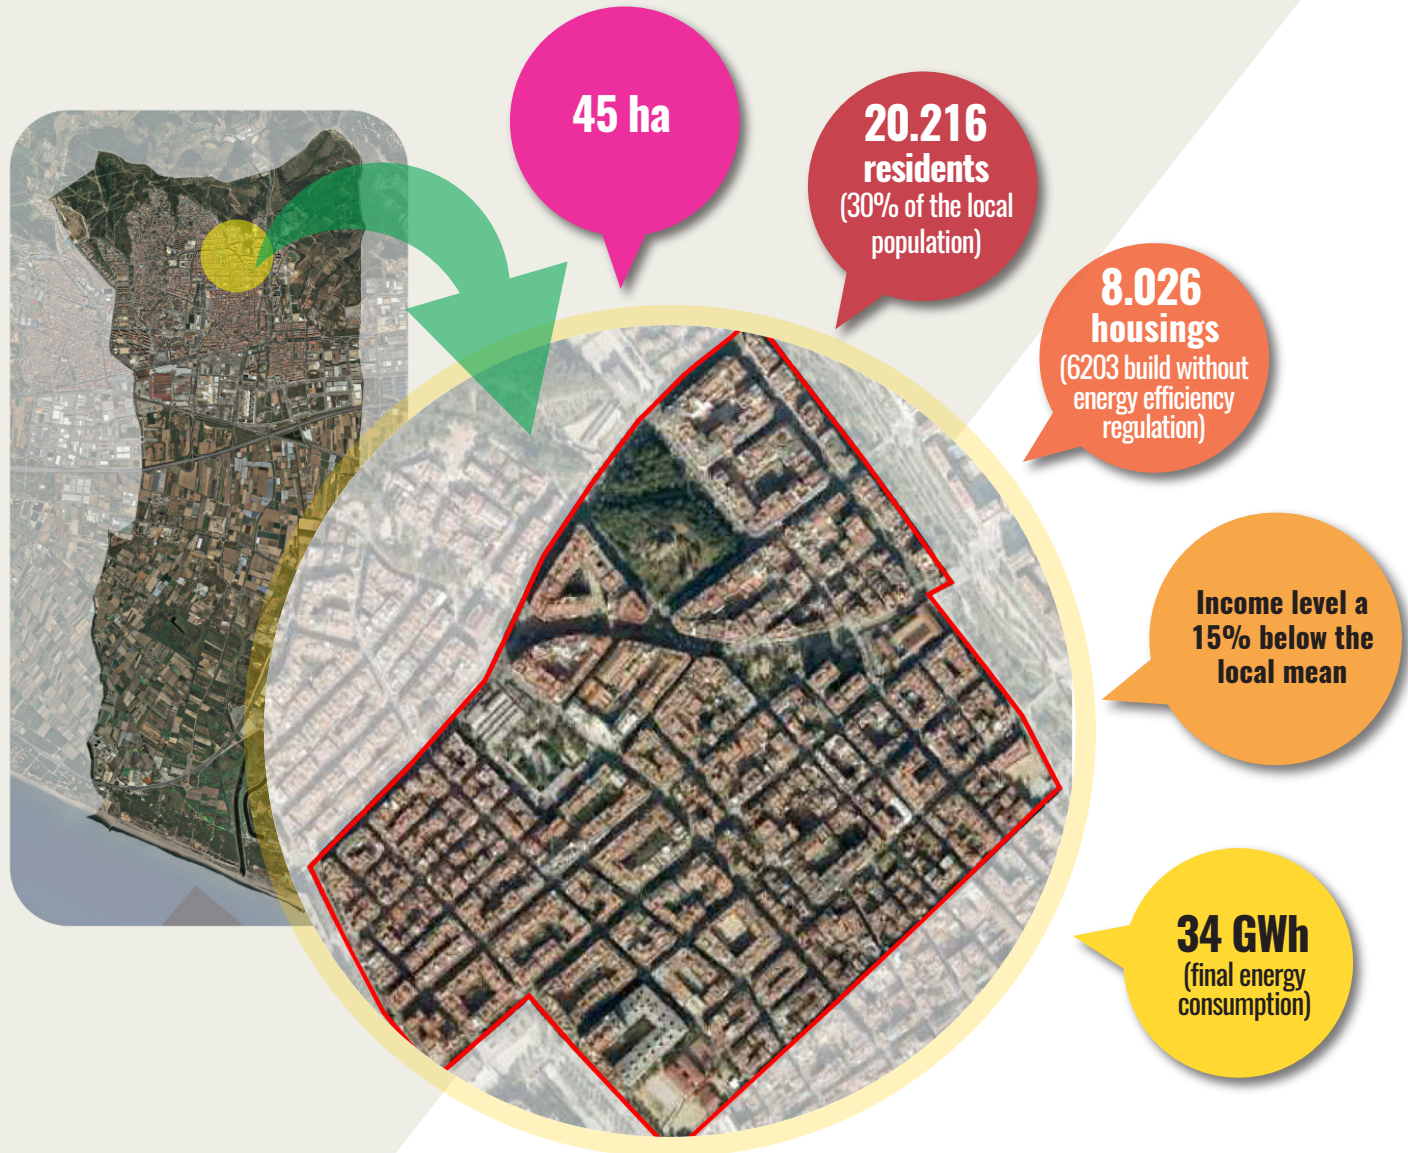 45 ha
20.216
residents
(30% of the local
population)
8.026
housings
(6203 build without
energy efficiency
regulation)
Income level a
15% below the
local mean
34 GWh
(final energy
consumption)